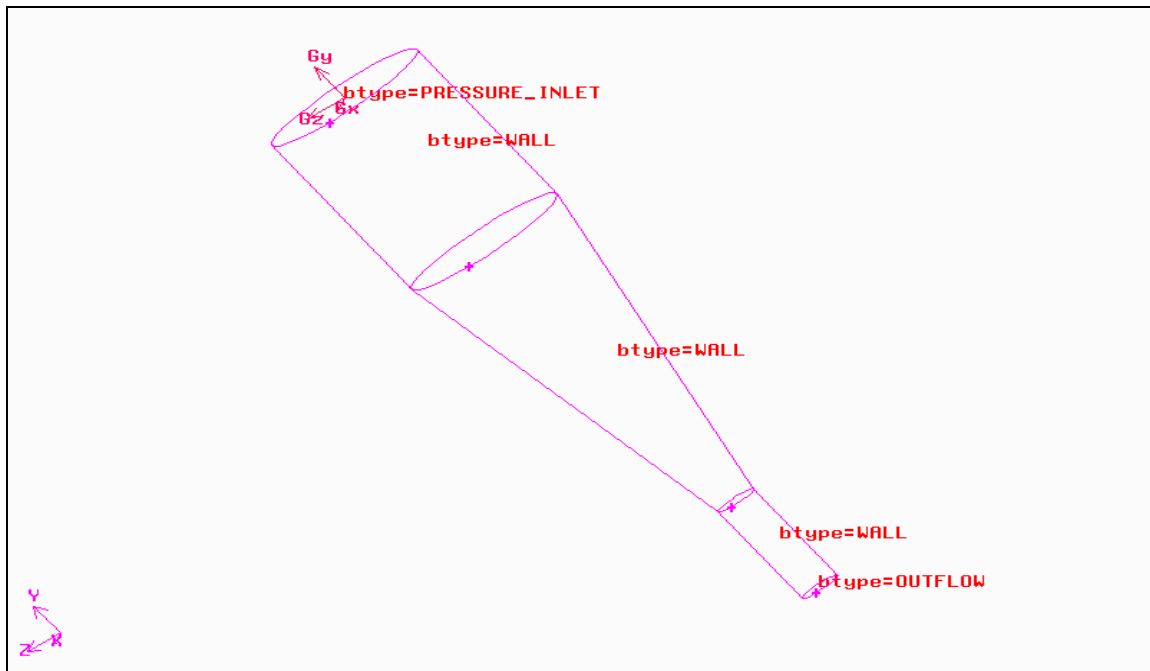 Gy
btype=PRESSURE_INLET
Gx
Gz
btype=WALL
btype=WALL
btype=WALL
btype=OUTFLOW
Y
X
Z